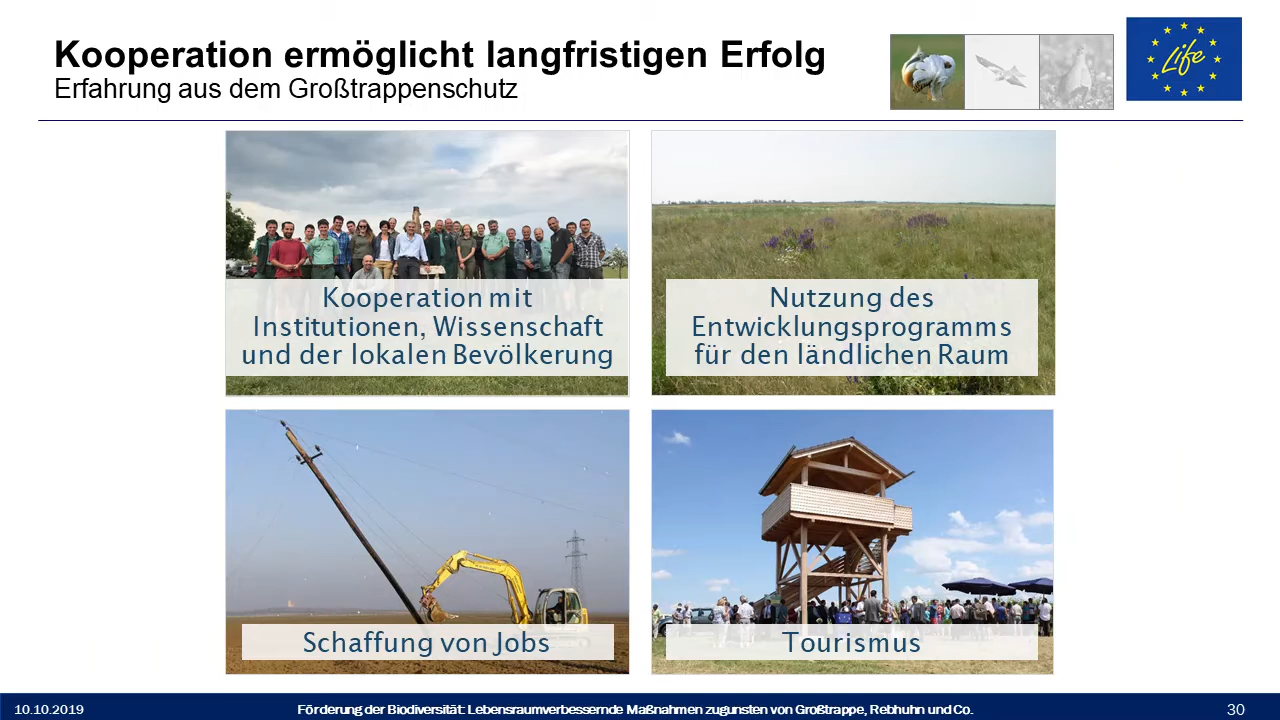 Kooperation ermöglicht langfristigen Erfolg
Erfahrung aus dem Großtrappenschutz
Life
Kooperation mit
Institutionen, Wissenschaft
und der lokalen Bevölkerung
Nutzung des
Entwicklungsprogramms
für den ländlichen Raum
Schaffung von Jobs
Tourismus
10.10.2019
Förderung der Biodiversität: Lebensraumverbessernde Maßnahmen zugunsten von Großtrappe, Rebhuhn und Co.
30